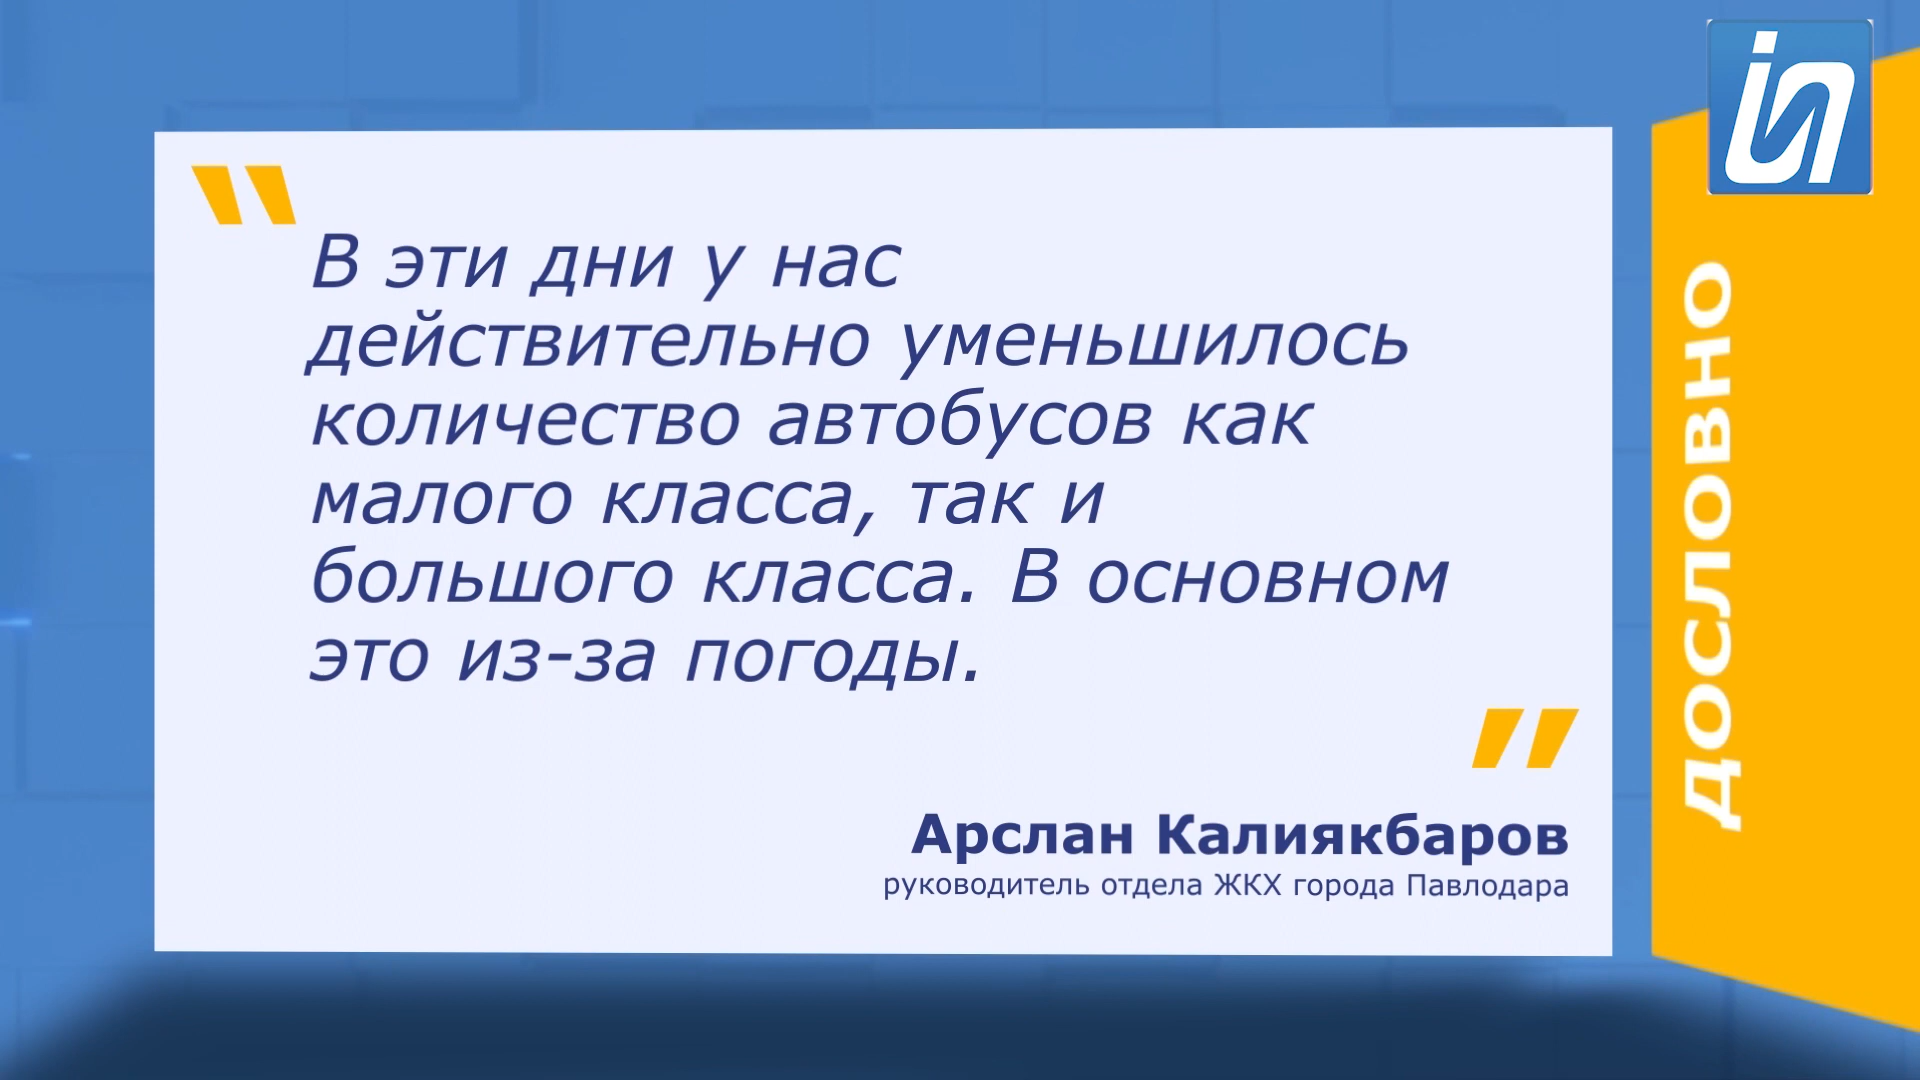 В эти дни у нас
действительно уменьшилось
количество автобусов как
малого класса, так и
большого класса. В основном
это из-за погоды.
Арслан Калиякбаров
руководитель отдела ЖКХ города Павлодара
ДОСЛОВНО